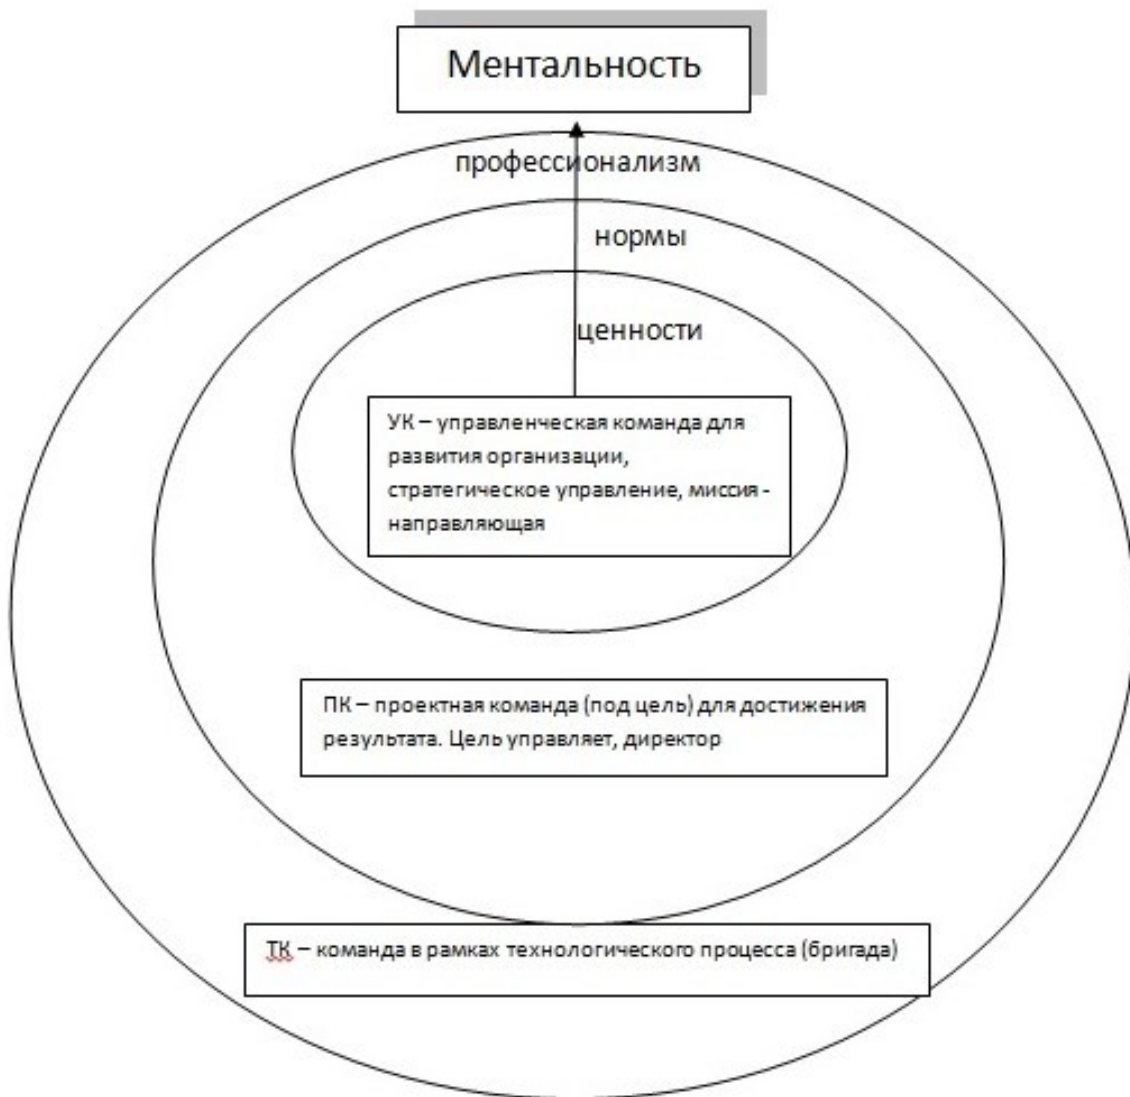 Ментальность
профессионализм
нормы
ценности
УК – управленческая команда для
развития организации,
стратегическое управление, миссия -
направляющая
ПК – проектная команда (под цель) для достижения
результата. Цель управляет, директор
ТК – команда в рамках технологического процесса (бригада)